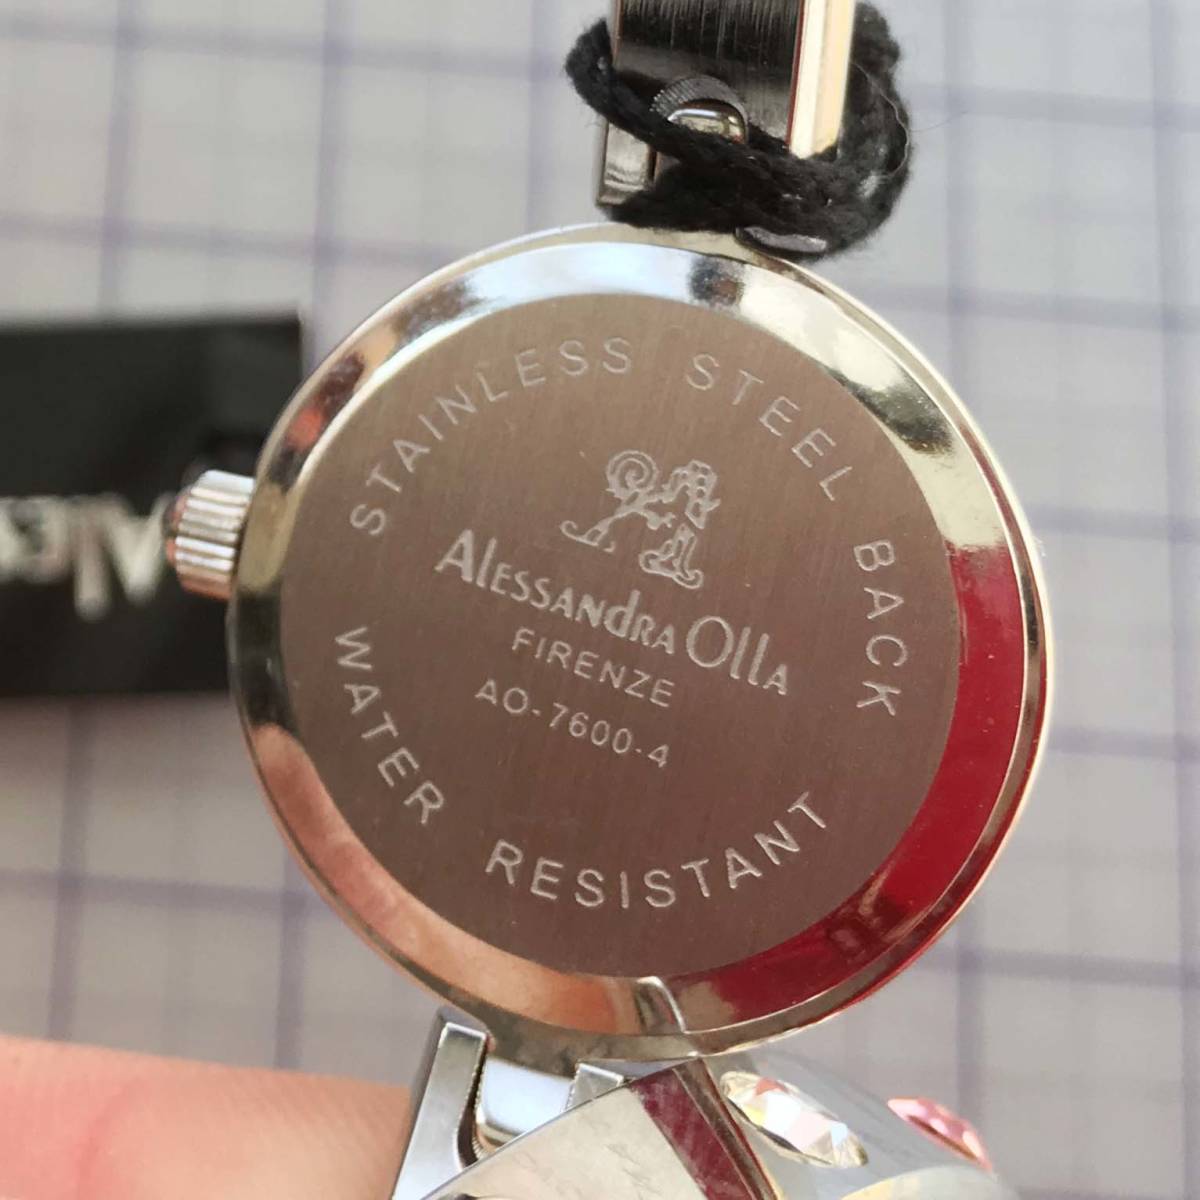 STAINLESS STEEL BACK
AlESSANdRA OllA
FIRENZE
AO-7600-4
WATER RESISTANT